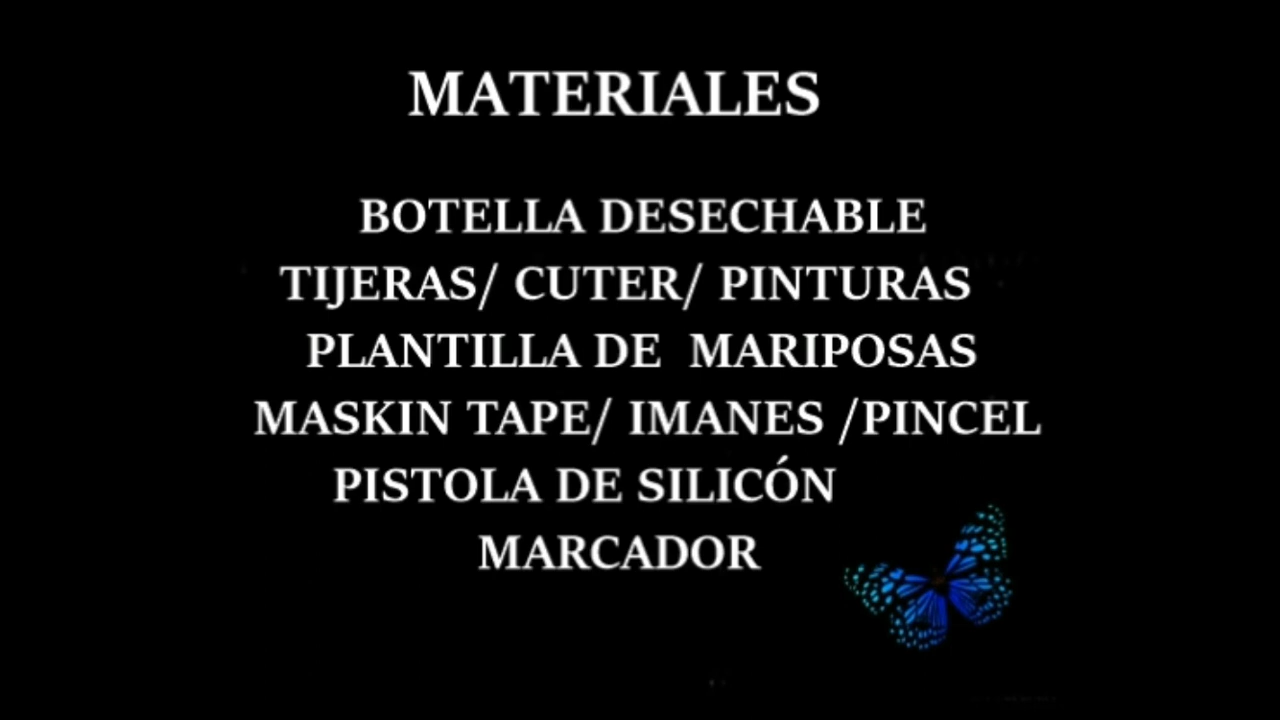 MATERIALES
BOTELLA DESECHABLE
TIJERAS/ CUTER/ PINTURAS
PLANTILLA DE MARIPOSAS
MASKIN TAPE/ IMANES /PINCEL
PISTOLA DE SILICÓN
MARCADOR